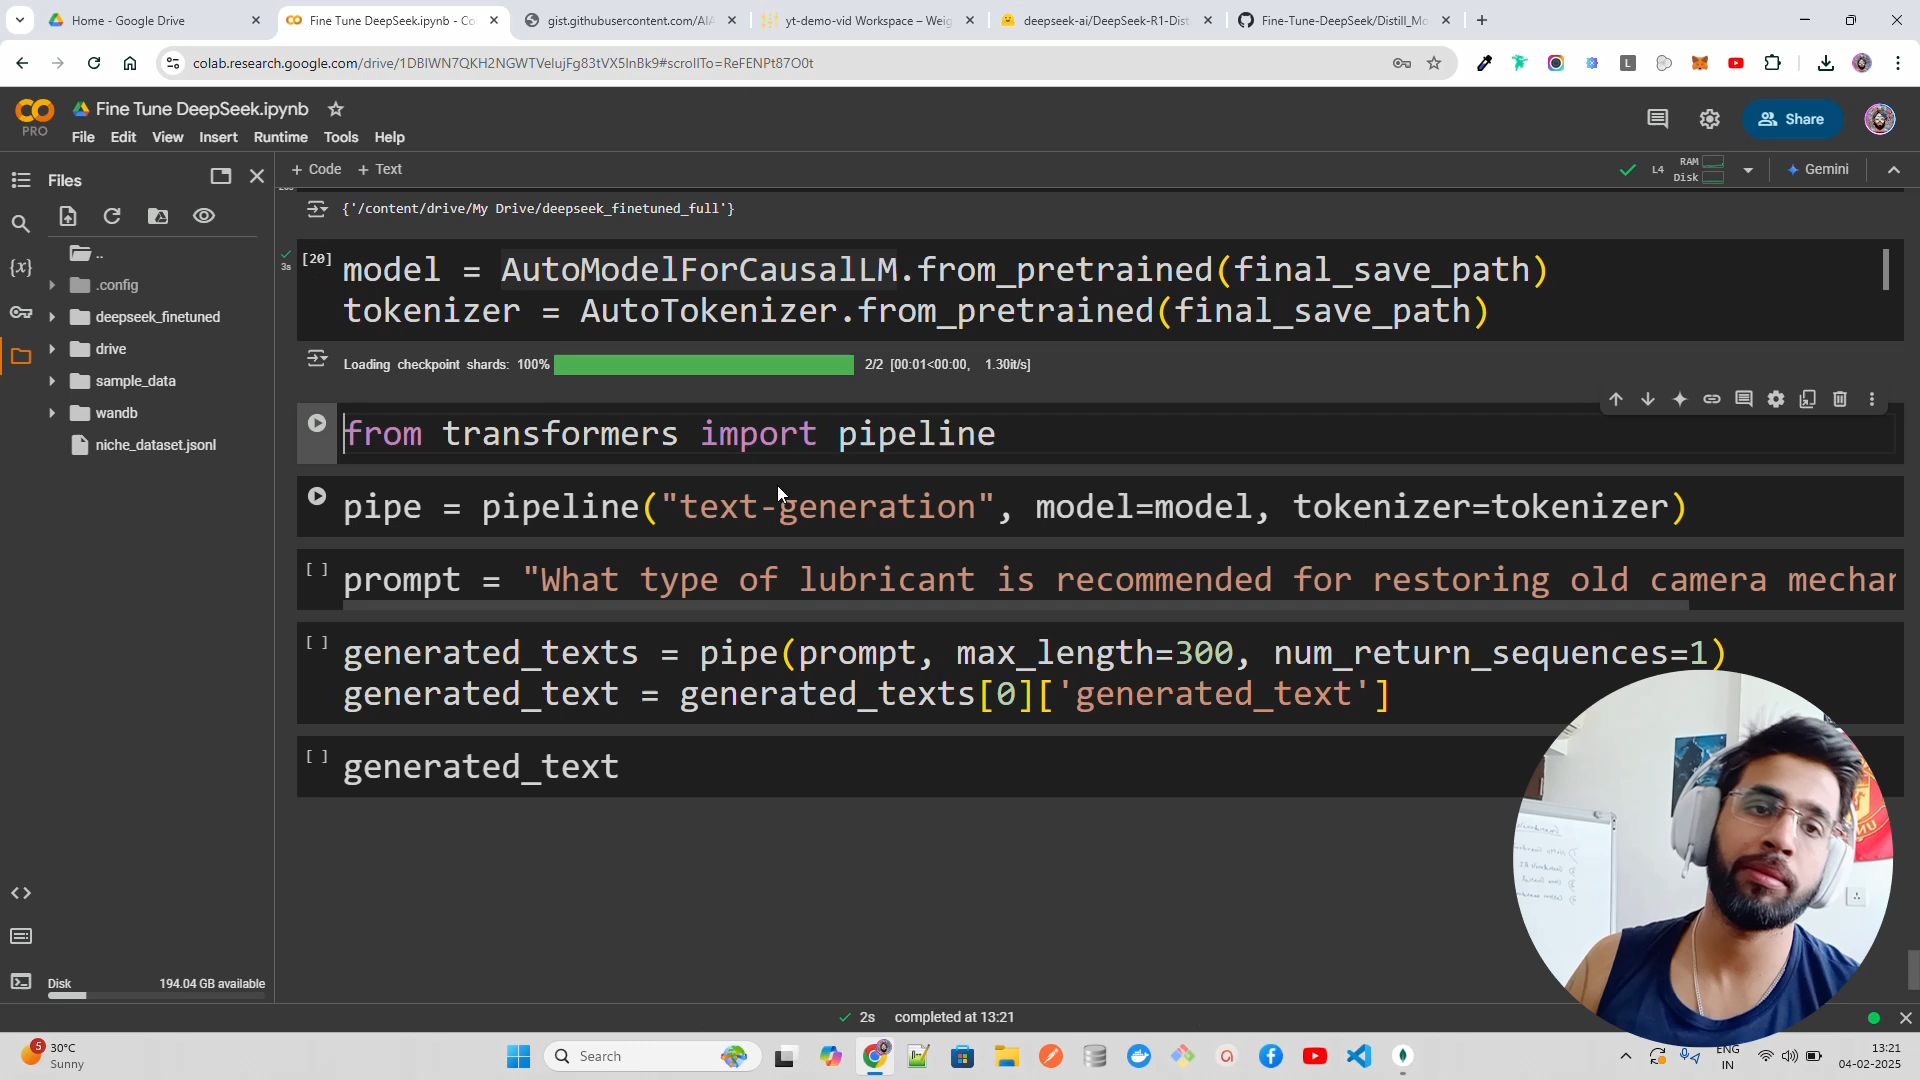 Home - Google Drive
Fine Tune DeepSeek.ipynb - Co
gist.githubusercontent.com/AIA
yt-demo-vid Workspace – Weig
deepseek-ai/DeepSeek-R1-Dist
Fine-Tune-DeepSeek/Distill_Mo
colab.research.google.com/drive/1DBlWN7QKH2NGWTVelujFg83tVX5InBk9#scrollTo=ReFENPt87O0t
PRO
Fine Tune DeepSeek.ipynb
File Edit View Insert Runtime Tools Help
Share
Files
+ Code + Text
L4
RAM
Disk
Gemini
..
.config
deepseek_finetuned
drive
sample_data
wandb
niche_dataset.jsonl
{x}
{'/content/drive/My Drive/deepseek_finetuned_full'}
3s
[20]
model = AutoModelForCausalLM.from_pretrained(final_save_path)
tokenizer = AutoTokenizer.from_pretrained(final_save_path)
Loading checkpoint shards: 100% 2/2 [00:01<00:00, 1.30it/s]
from transformers import pipeline
pipe = pipeline("text-generation", model=model, tokenizer=tokenizer)
[ ]
prompt = "What type of lubricant is recommended for restoring old camera mechan
[ ]
generated_texts = pipe(prompt, max_length=300, num_return_sequences=1)
generated_text = generated_texts[0]['generated_text']
[ ]
generated_text
Disk 194.04 GB available
2s completed at 13:21
5
30°C
Sunny
Search
ENG
IN
13:21
04-02-2025